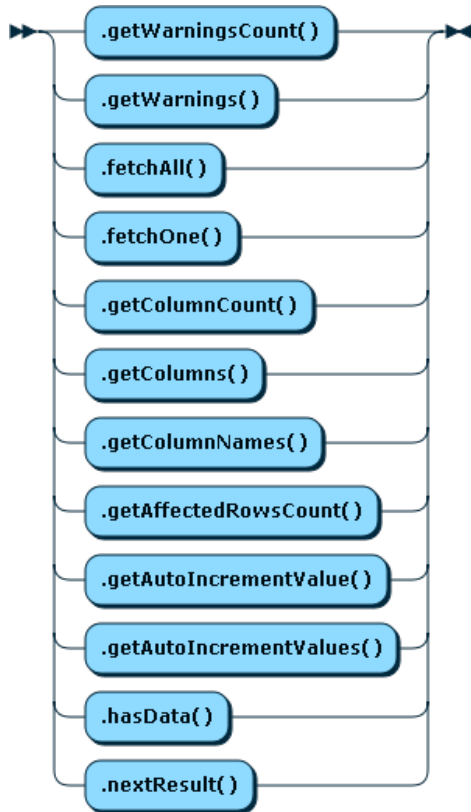 .getWarningsCount()
.getWarnings()
.fetchAll()
.fetchOne()
.getColumnCount()
.getColumns()
.getColumnNames()
.getAffectedRowsCount()
.getAutoIncrementValue()
.getAutoIncrementValues()
.hasData()
.nextResult()